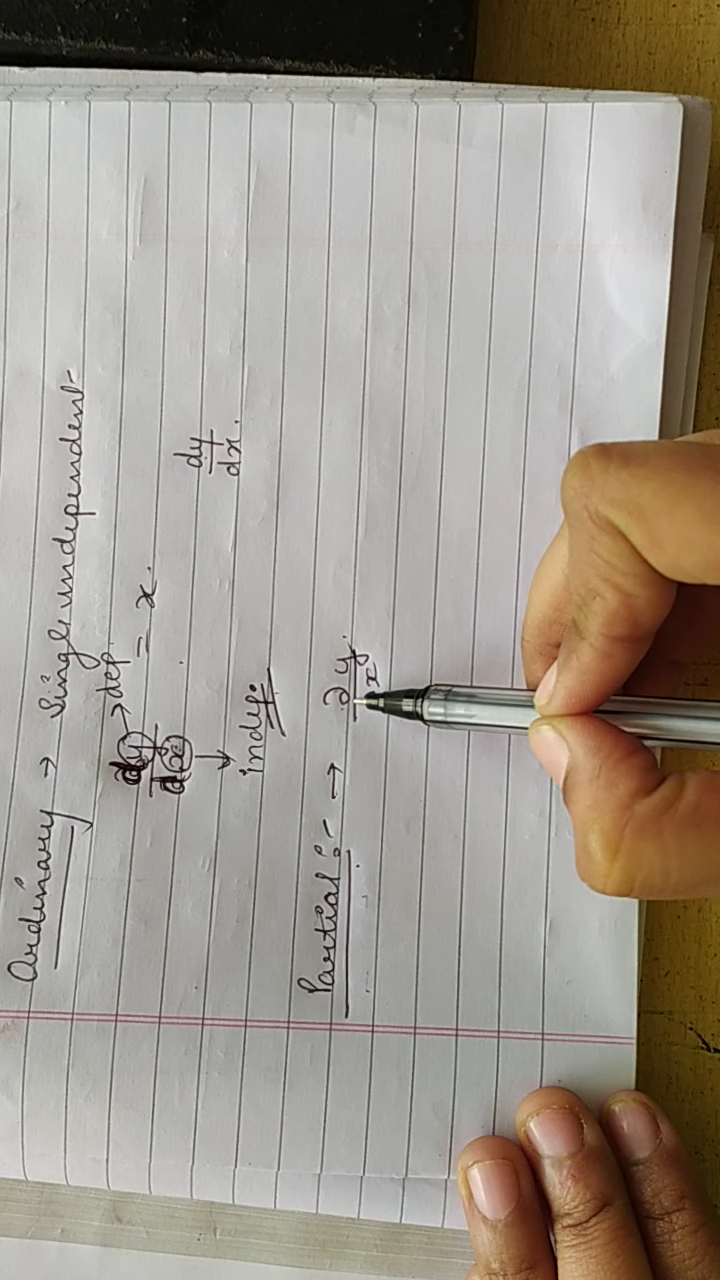 Ordinary → Single independent-
dy → dep.
—— = x.
dx
↓
indep.
dy
——
dx.
Partial :- → ∂y.
——
x